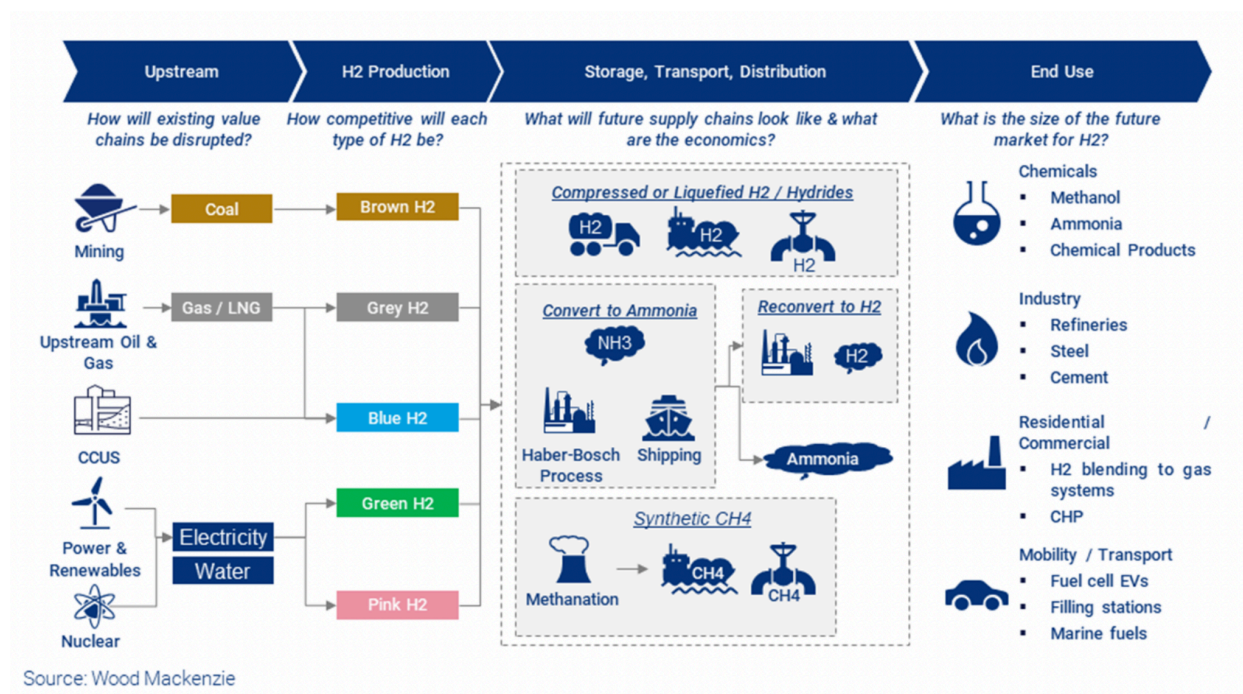 Upstream
H2 Production
Storage, Transport, Distribution
End Use
How will existing value
chains be disrupted?
How competitive will each
type of H2 be?
What will future supply chains look like & what
are the economics?
What is the size of the future
market for H2?
Mining
Coal
Brown H2
Upstream Oil &
Gas
Gas / LNG
Grey H2
CCUS
Blue H2
Power &
Renewables
Nuclear
Electricity
Water
Green H2
Pink H2
Compressed or Liquefied H2 / Hydrides
H2
H2
H2
Convert to Ammonia
NH3
Haber-Bosch
Process
Shipping
Reconvert to H2
H2
Ammonia
Synthetic CH4
Methanation
CH4
CH4
Chemicals
▪ Methanol
▪ Ammonia
▪ Chemical Products
Industry
▪ Refineries
▪ Steel
▪ Cement
Residential /
Commercial
▪ H2 blending to gas
systems
▪ CHP
Mobility / Transport
▪ Fuel cell EVs
▪ Filling stations
▪ Marine fuels
Source: Wood Mackenzie